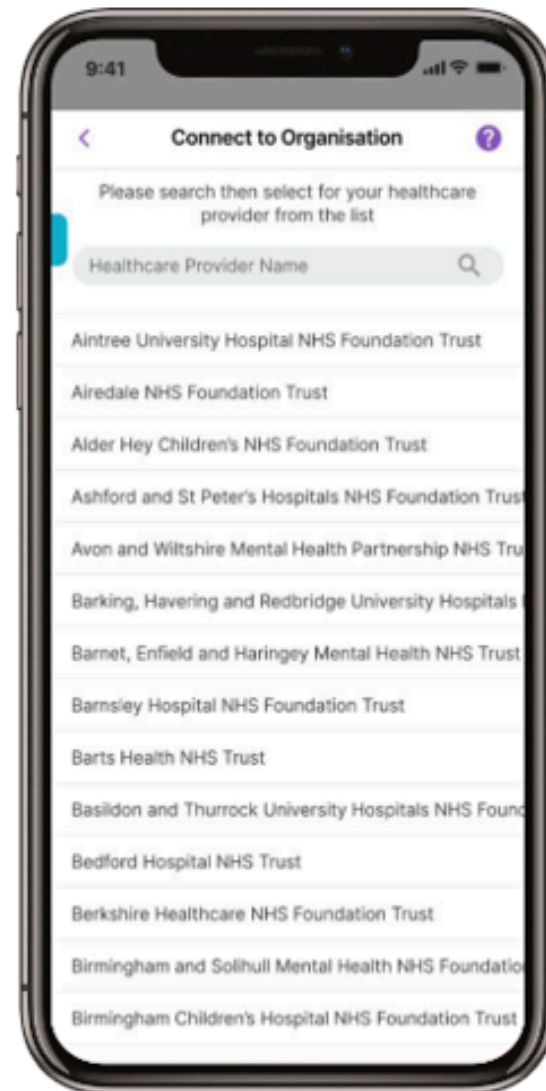 9:41
Connect to Organisation
?
Please search then select for your healthcare
provider from the list
Healthcare Provider Name
Aintree University Hospital NHS Foundation Trust
Airedale NHS Foundation Trust
Alder Hey Children's NHS Foundation Trust
Ashford and St Peter's Hospitals NHS Foundation Trust
Avon and Wiltshire Mental Health Partnership NHS Tru
Barking, Havering and Redbridge University Hospitals
Barnet, Enfield and Haringey Mental Health NHS Trust
Barnsley Hospital NHS Foundation Trust
Barts Health NHS Trust
Basildon and Thurrock University Hospitals NHS Found
Bedford Hospital NHS Trust
Berkshire Healthcare NHS Foundation Trust
Birmingham and Solihull Mental Health NHS Foundatio
Birmingham Children's Hospital NHS Foundation Trust